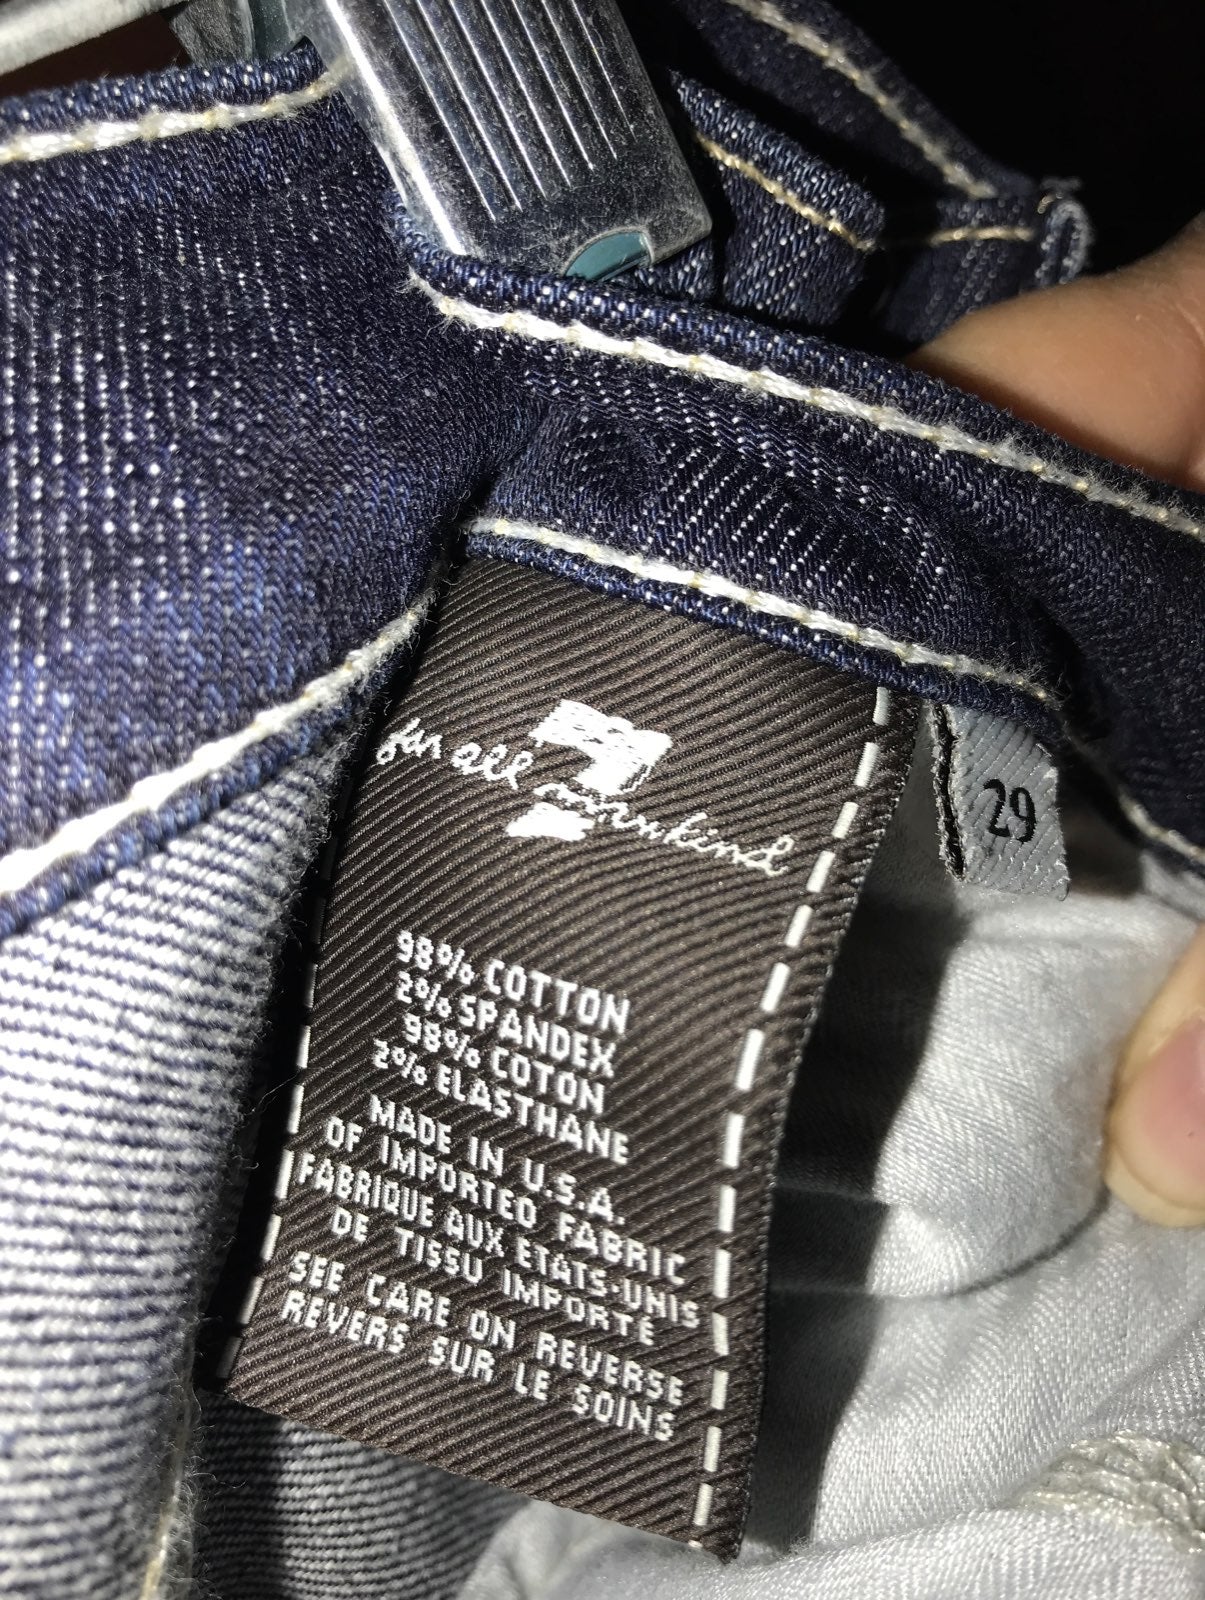 7
for all mankind
29
98% COTTON
2% SPANDEX
98% COTON
2% ELASTHANE
MADE IN U.S.A.
OF IMPORTED FABRIC
FABRIQUE AUX ETATS-UNIS
DE TISSU IMPORTÉ
SEE CARE ON REVERSE
REVERS SUR LE SOINS